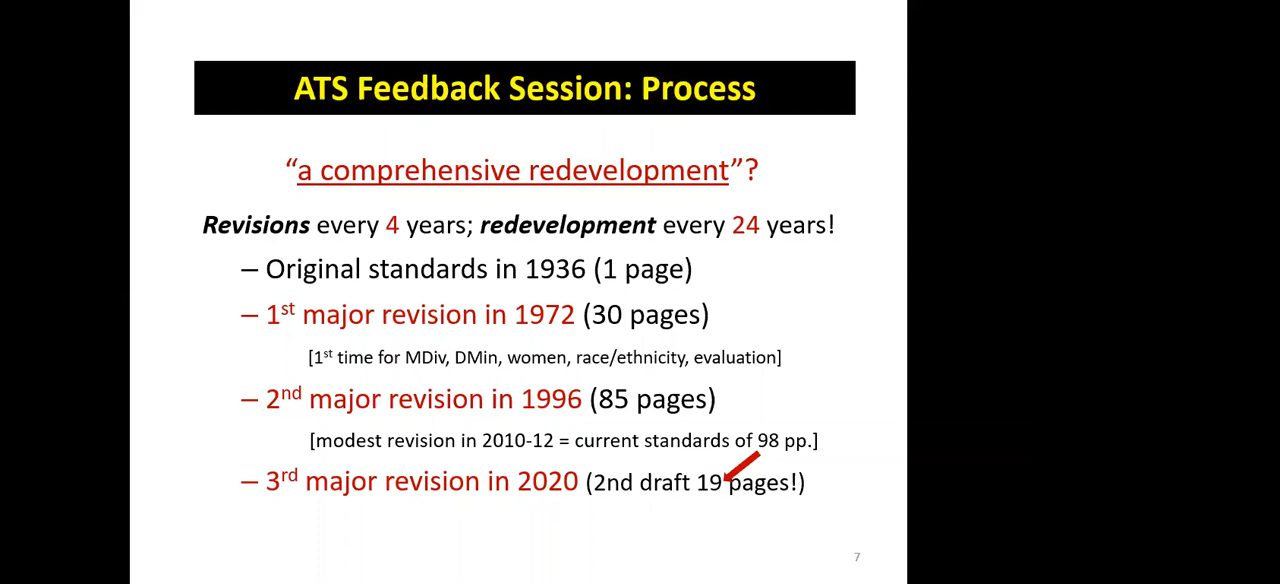 ATS Feedback Session: Process
“a comprehensive redevelopment”?
Revisions every 4 years; redevelopment every 24 years!
– Original standards in 1936 (1 page)
– 1st major revision in 1972 (30 pages)
[1st time for MDiv, DMin, women, race/ethnicity, evaluation]
– 2nd major revision in 1996 (85 pages)
[modest revision in 2010-12 = current standards of 98 pp.]
– 3rd major revision in 2020 (2nd draft 19 pages!)
7